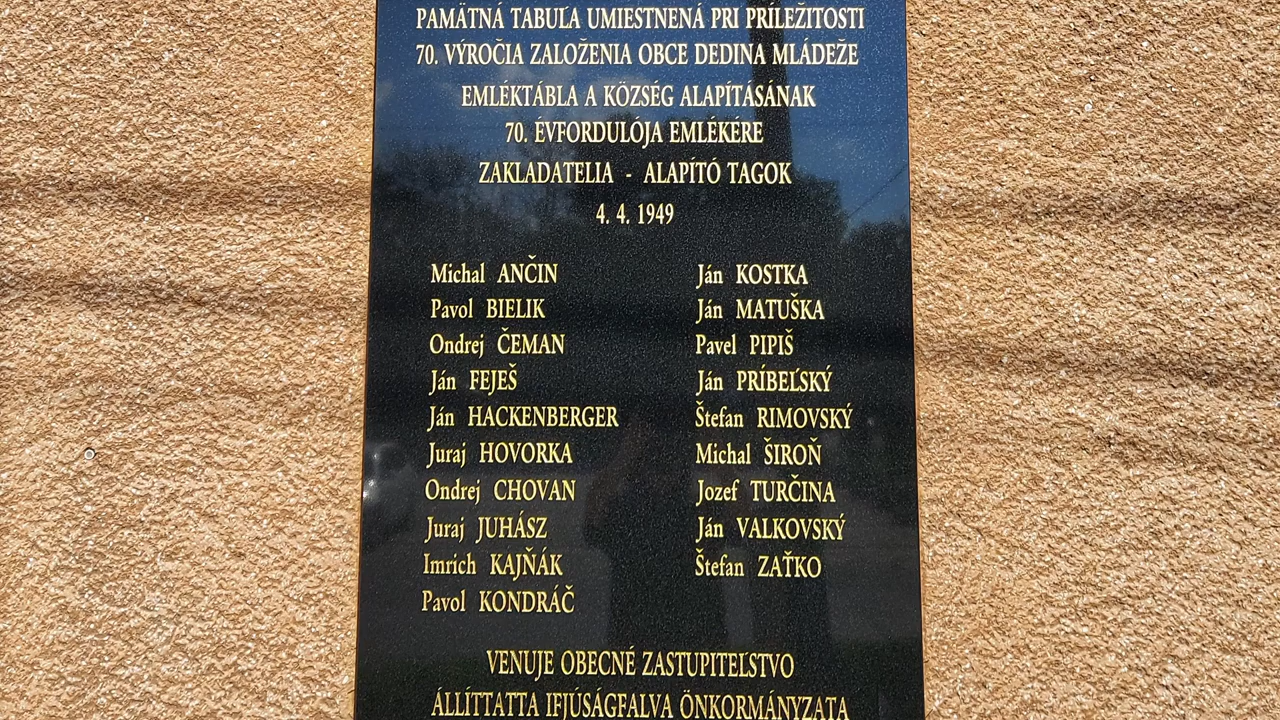 PAMÄTNÁ TABUĽA UMIESTNENÁ PRI PRÍLEŽITOSTI
70. VÝROČIA ZALOŽENIA OBCE DEDINA MLÁDEŽE
EMLÉKTÁBLA A KÖZSÉG ALAPÍTÁSÁNAK
70. ÉVFORDULÓJA EMLÉKÉRE
ZAKLADATELIA - ALAPÍTÓ TAGOK
4. 4. 1949
Michal ANČIN
Pavol BIELIK
Ondrej ČEMAN
Ján FEJEŠ
Ján HACKENBERGER
Juraj HOVORKA
Ondrej CHOVAN
Juraj JUHÁSZ
Imrich KAJŇÁK
Pavol KONDRÁČ
Ján KOSTKA
Ján MATUŠKA
Pavel PIPIŠ
Ján PRÍBEĽSKÝ
Štefan RIMOVSKÝ
Michal ŠIROŇ
Jozef TURČINA
Ján VALKOVSKÝ
Štefan ZAŤKO
VENUJE OBECNÉ ZASTUPITEĽSTVO
ÁLLÍTTATTA IFJÚSÁGFALVA ÖNKORMÁNYZATA